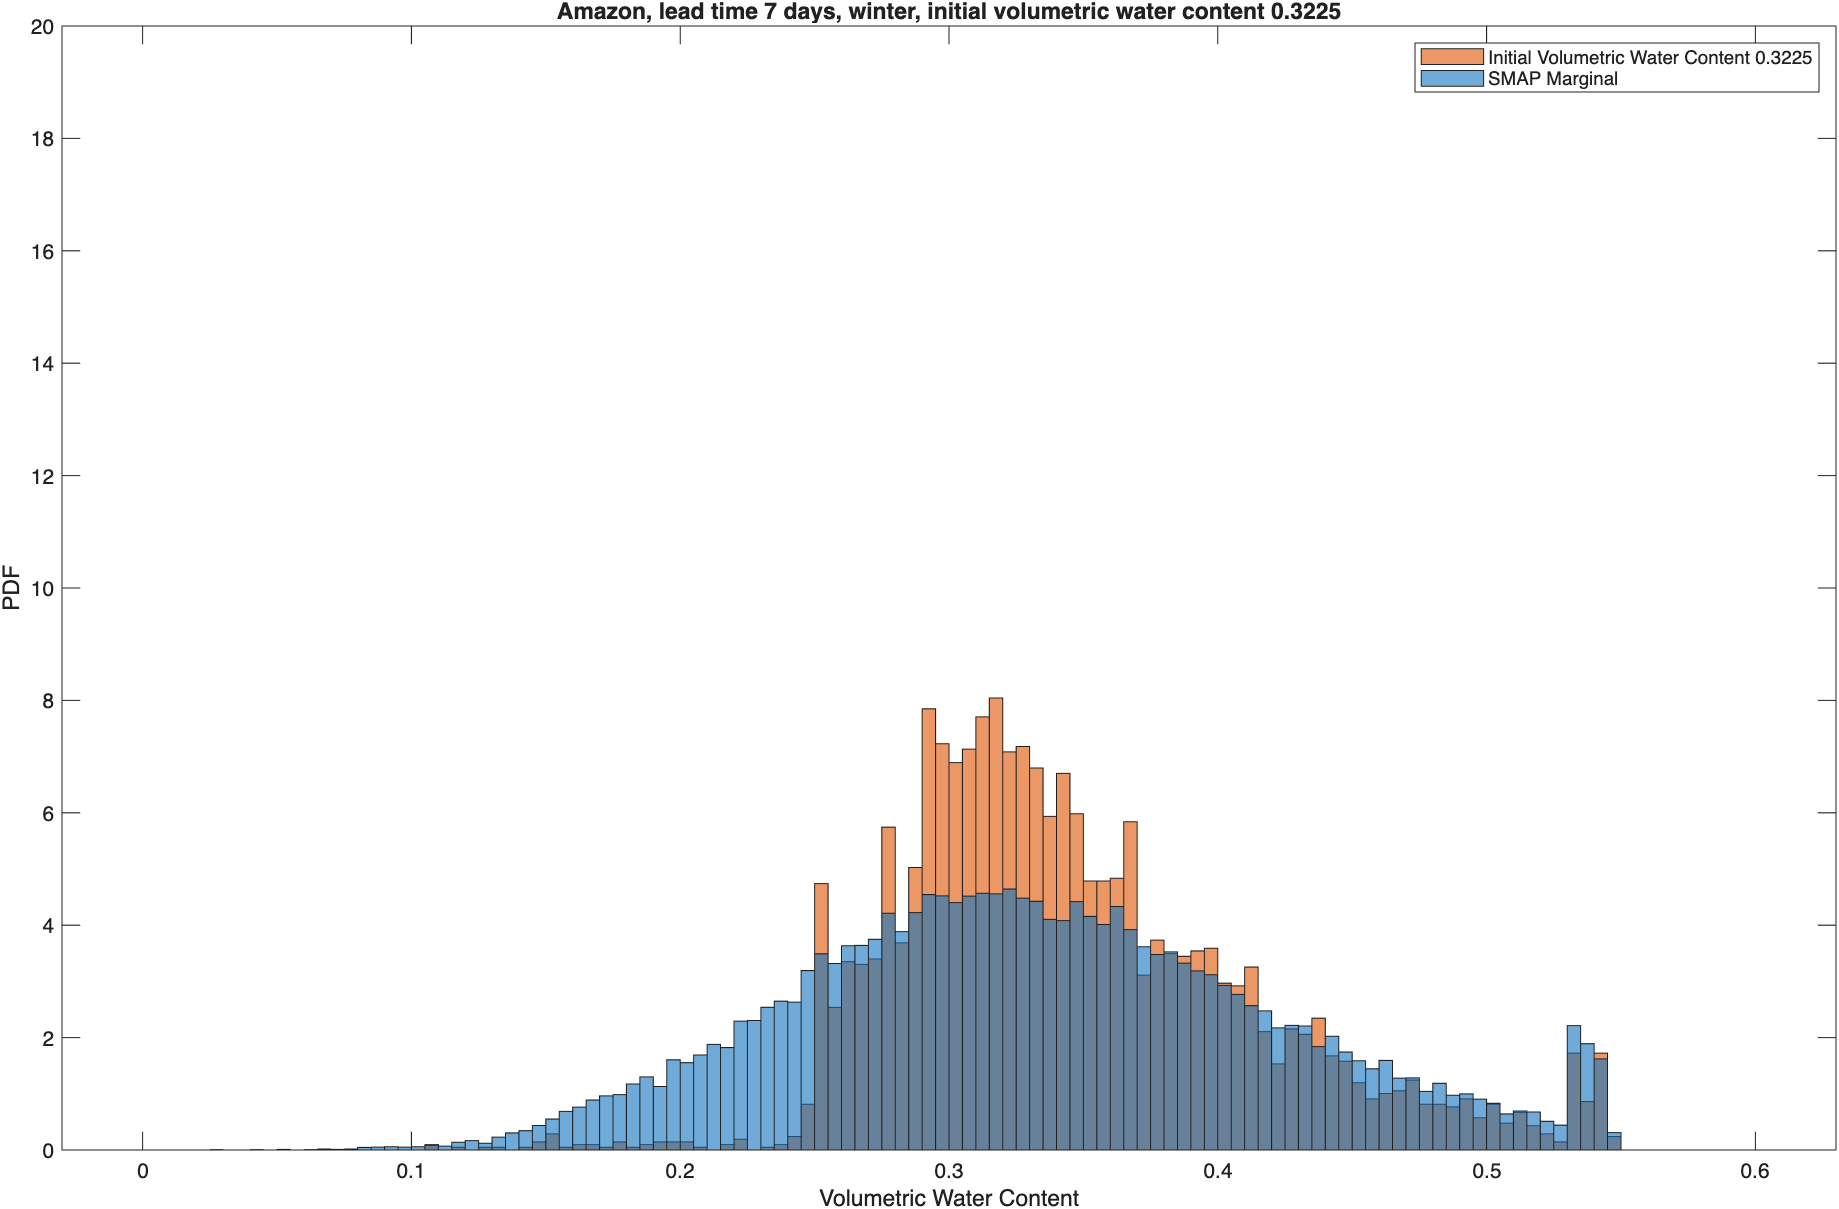 Amazon, lead time 7 days, winter, initial volumetric water content 0.3225
Initial Volumetric Water Content 0.3225
SMAP Marginal
20
18
16
14
12
10
8
6
4
2
0
PDF
0 0.1 0.2 0.3 0.4 0.5 0.6
Volumetric Water Content